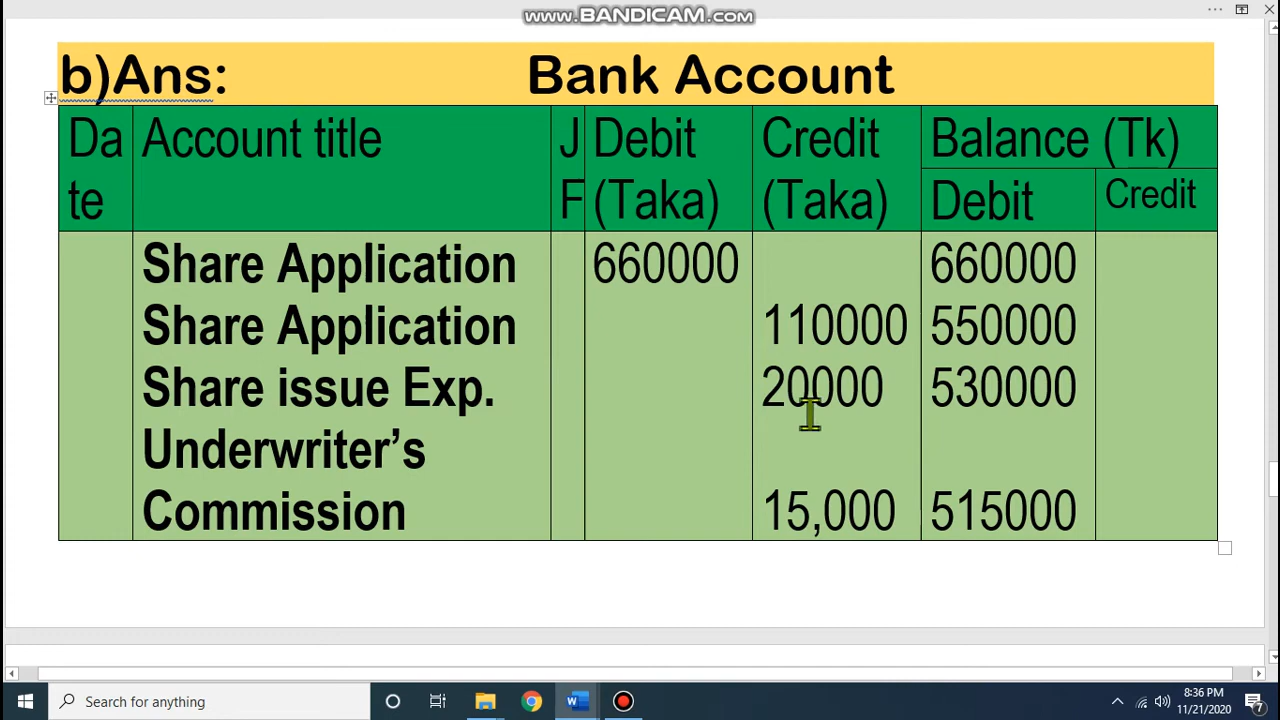 www.BANDICAM.com
b)Ans: Bank Account
Da Account title J Debit Credit Balance (Tk)
te F (Taka) (Taka) Debit Credit
Share Application 660000 660000
Share Application 110000 550000
Share issue Exp. 20000 530000
Underwriter’s
Commission 15,000 515000
Search for anything
8:36 PM
11/21/2020
7